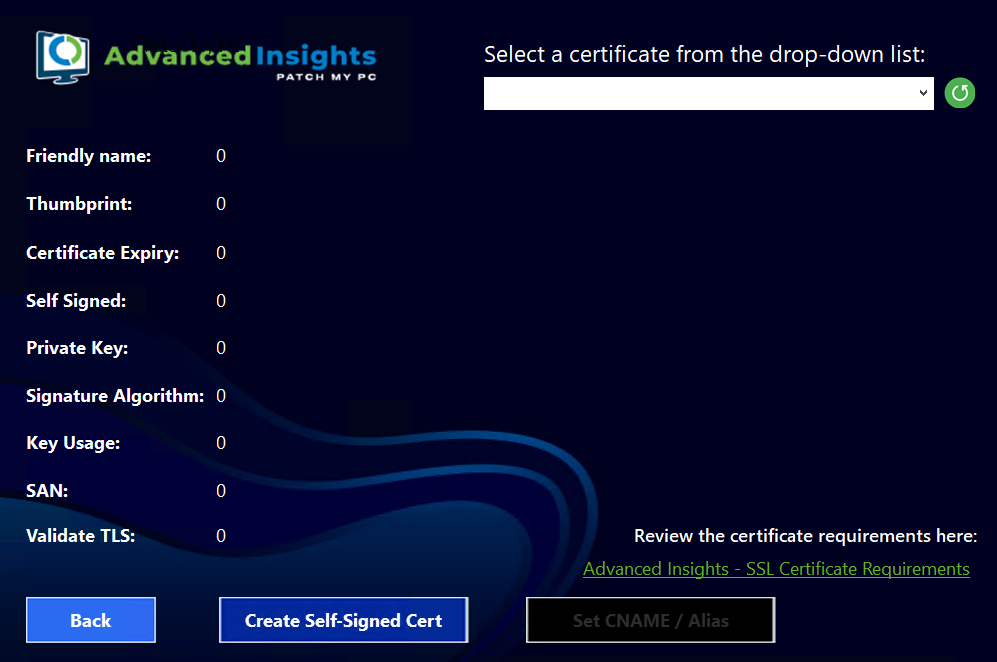 Advanced Insights
PATCH MY PC
Select a certificate from the drop-down list:
Friendly name: 0
Thumbprint: 0
Certificate Expiry: 0
Self Signed: 0
Private Key: 0
Signature Algorithm: 0
Key Usage: 0
SAN: 0
Validate TLS: 0
Review the certificate requirements here:
Advanced Insights - SSL Certificate Requirements
Back
Create Self-Signed Cert
Set CNAME / Alias